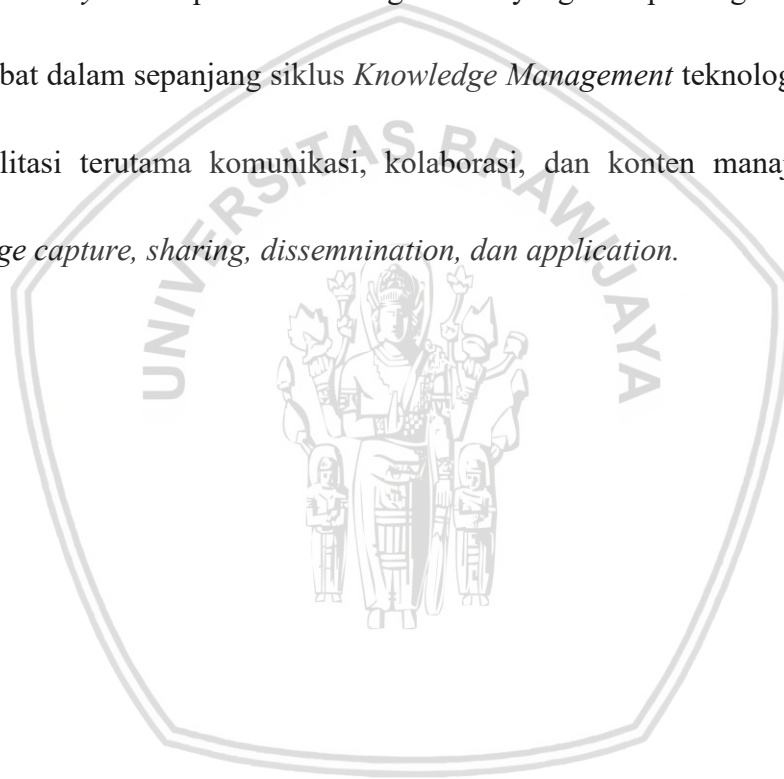 bat dalam sepanjang siklus Knowledge Management teknolog
litasi terutama komunikasi, kolaborasi, dan konten manaj
ge capture, sharing, dissemnination, dan application.
UNIVERSITAS BRAWIJAYA